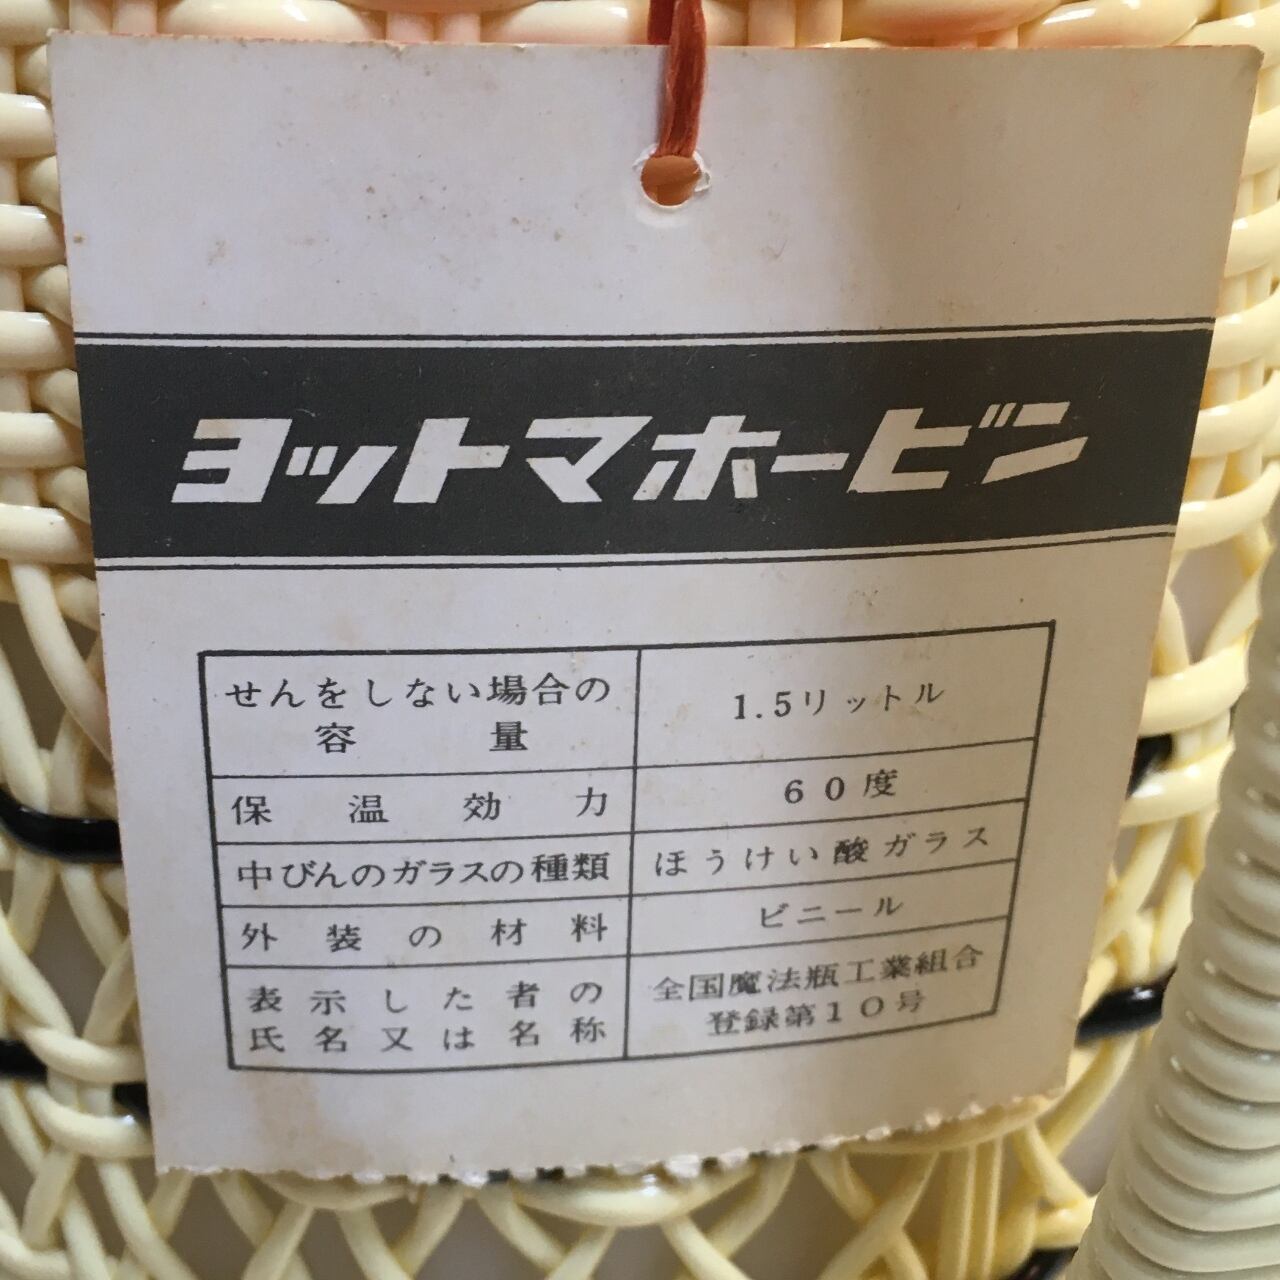 ヨットマホービン
せんをしない場合の
容量
1.5リットル
保温効力
60度
中びんのガラスの種類
ほうけい酸ガラス
外装の材料
ビニール
表示した者の
氏名又は名称
全国魔法瓶工業組合
登録第10号